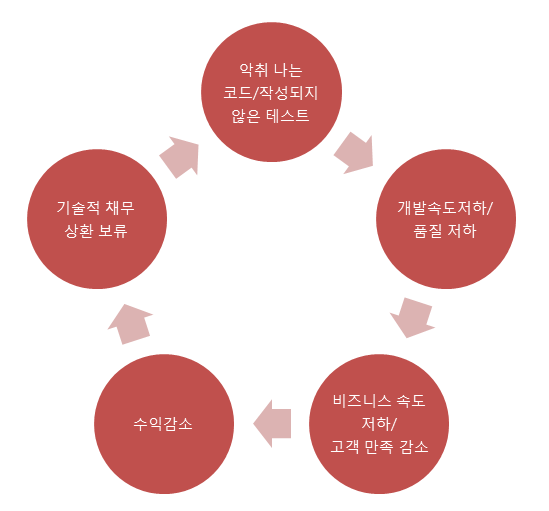 악취 나는
코드/작성되지
않은 테스트
개발속도저하/
품질 저하
비즈니스 속도
저하/
고객 만족 감소
수익감소
기술적 채무
상환 보류